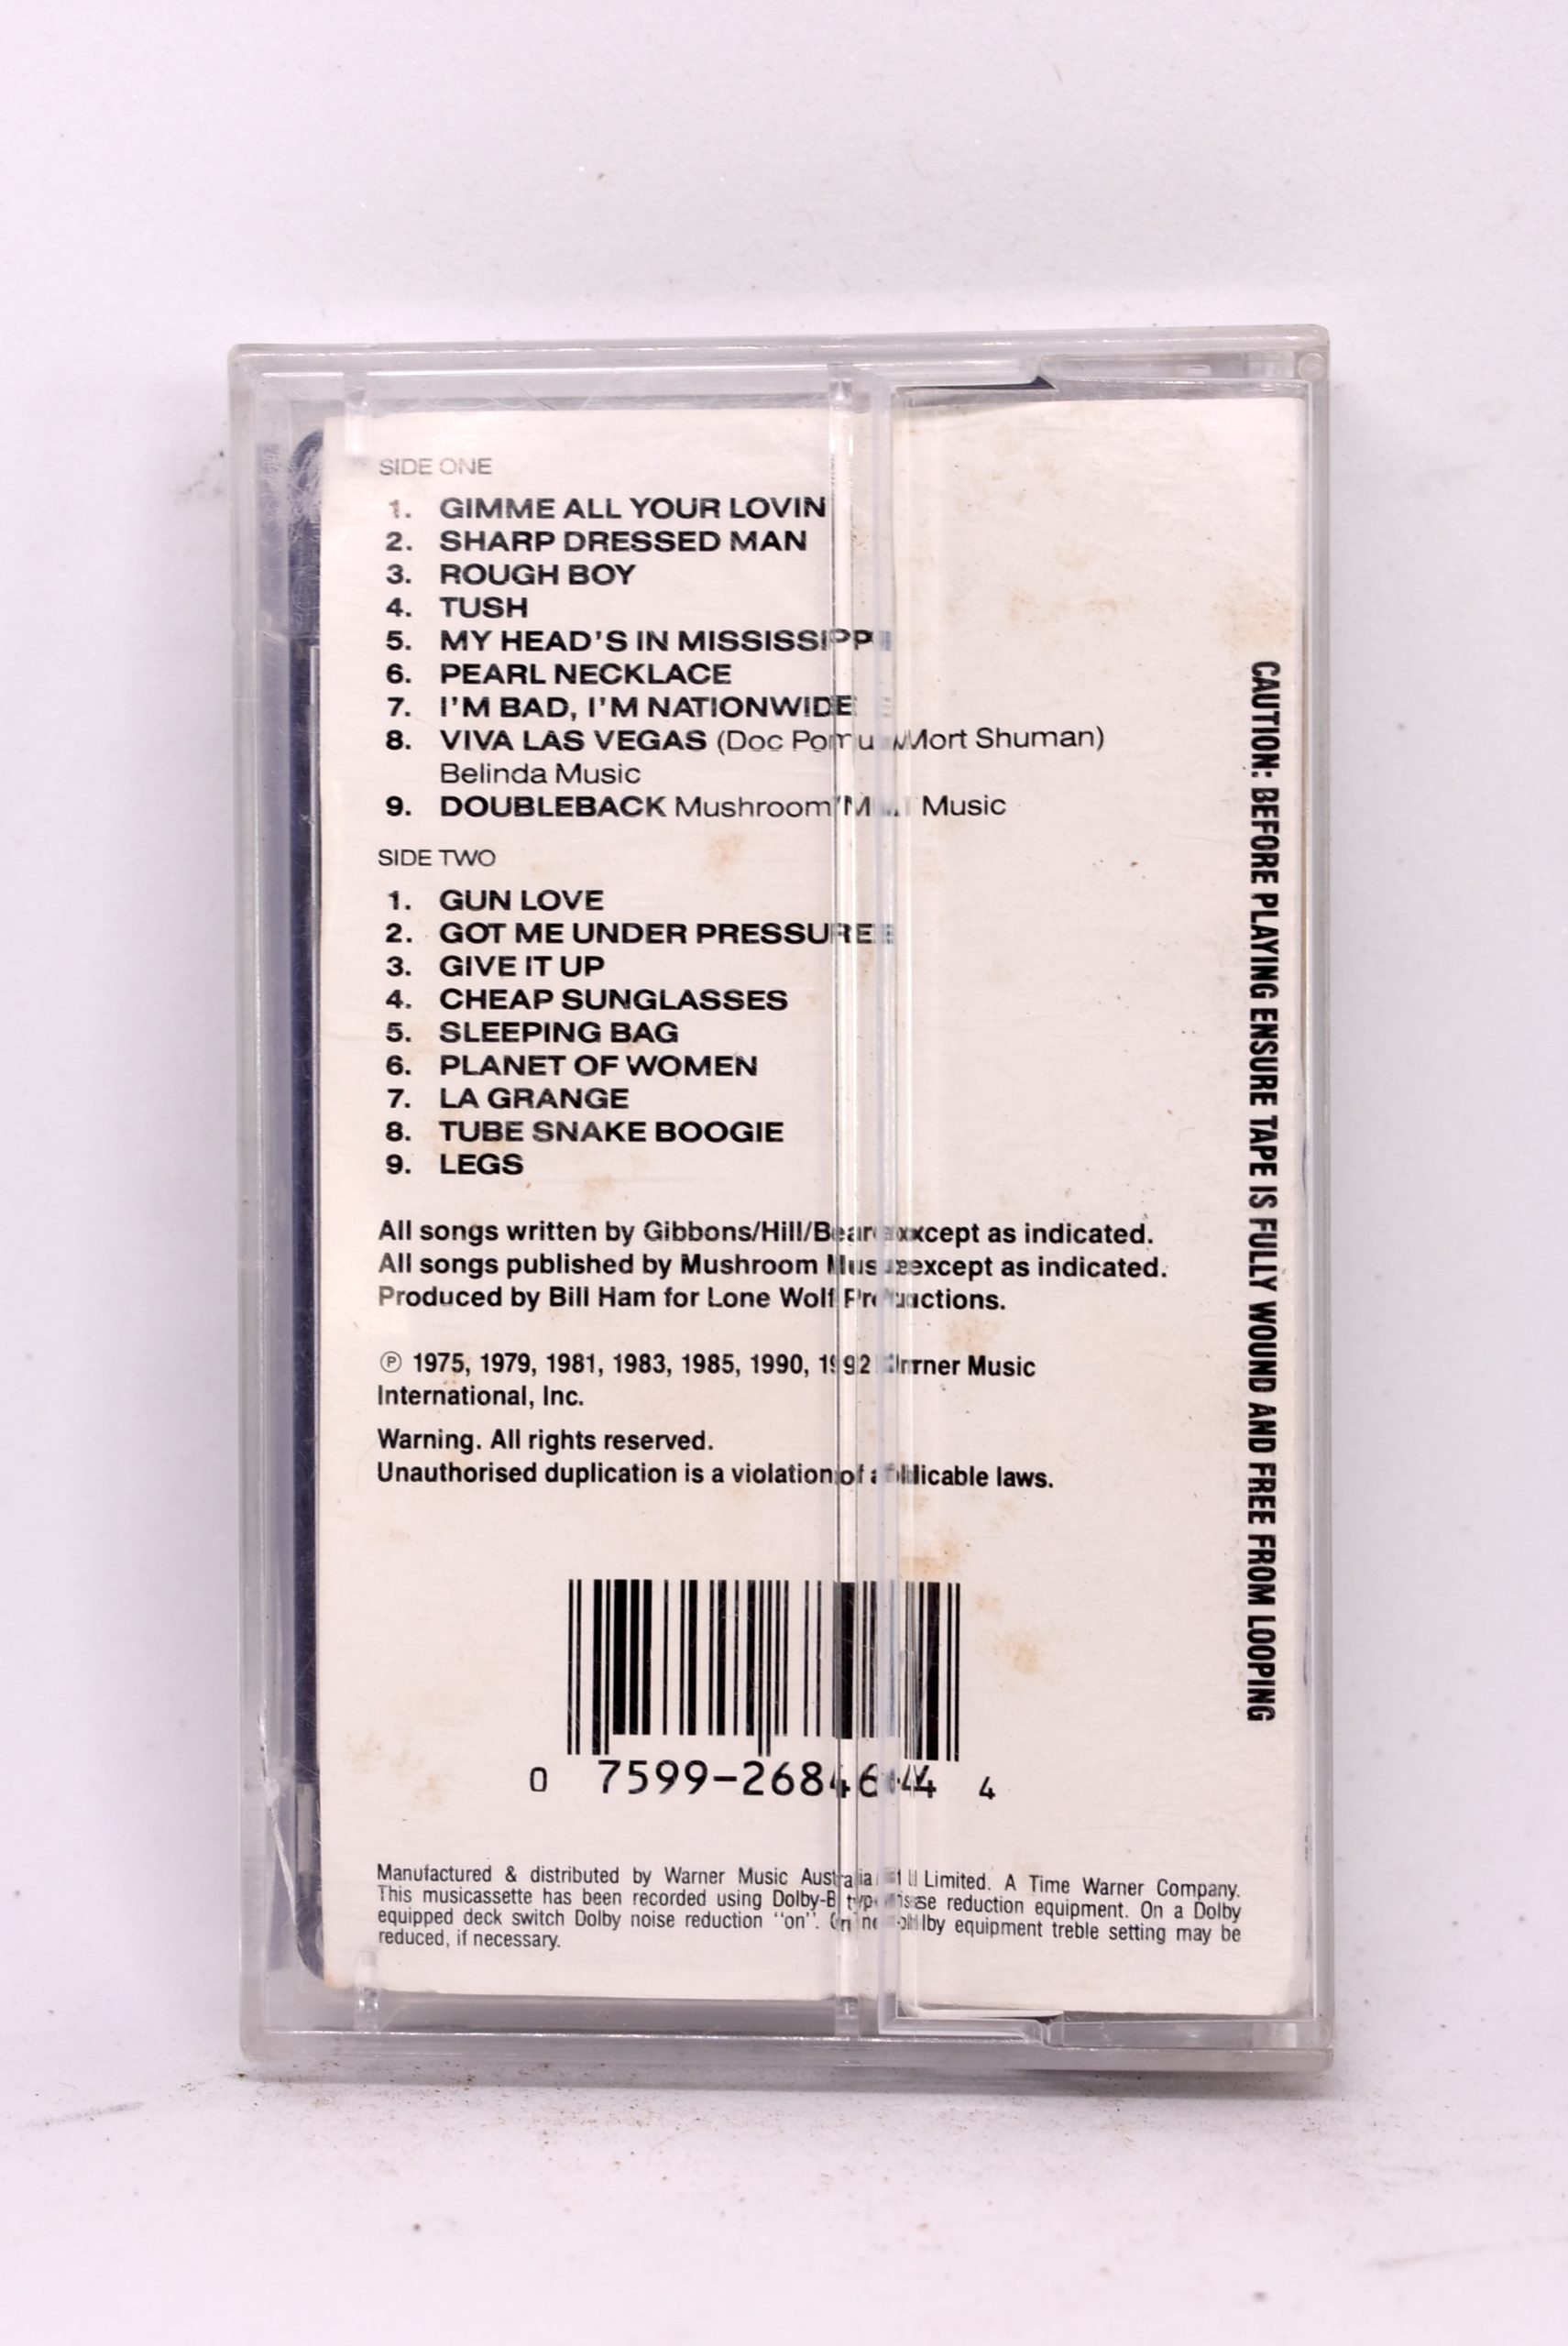 SIDE ONE
1. GIMME ALL YOUR LOVIN
2. SHARP DRESSED MAN
3. ROUGH BOY
4. TUSH
5. MY HEAD'S IN MISSISSIPPI
6. PEARL NECKLACE
7. I'M BAD, I'M NATIONWIDE
8. VIVA LAS VEGAS (Doc Pomus/Mort Shuman)
Belinda Music
9. DOUBLEBACK Mushroom Music
SIDE TWO
1. GUN LOVE
2. GOT ME UNDER PRESSURE
3. GIVE IT UP
4. CHEAP SUNGLASSES
5. SLEEPING BAG
6. PLANET OF WOMEN
7. LA GRANGE
8. TUBE SNAKE BOOGIE
9. LEGS
All songs written by Gibbons/Hill/Beard except as indicated.
All songs published by Mushroom Music except as indicated.
Produced by Bill Ham for Lone Wolf Productions.
Ⓟ 1975, 1979, 1981, 1983, 1985, 1990, 1992 Warner Music
International, Inc.
Warning. All rights reserved.
Unauthorised duplication is a violation of applicable laws.
0 7599-26846-4 4
Manufactured & distributed by Warner Music Australia Limited. A Time Warner Company.
This musicassette has been recorded using Dolby-B type noise reduction equipment. On a Dolby
equipped deck switch Dolby noise reduction "on". On non-Dolby equipment treble setting may be
reduced, if necessary.
CAUTION: BEFORE PLAYING ENSURE TAPE IS FULLY WOUND AND FREE FROM LOOPING